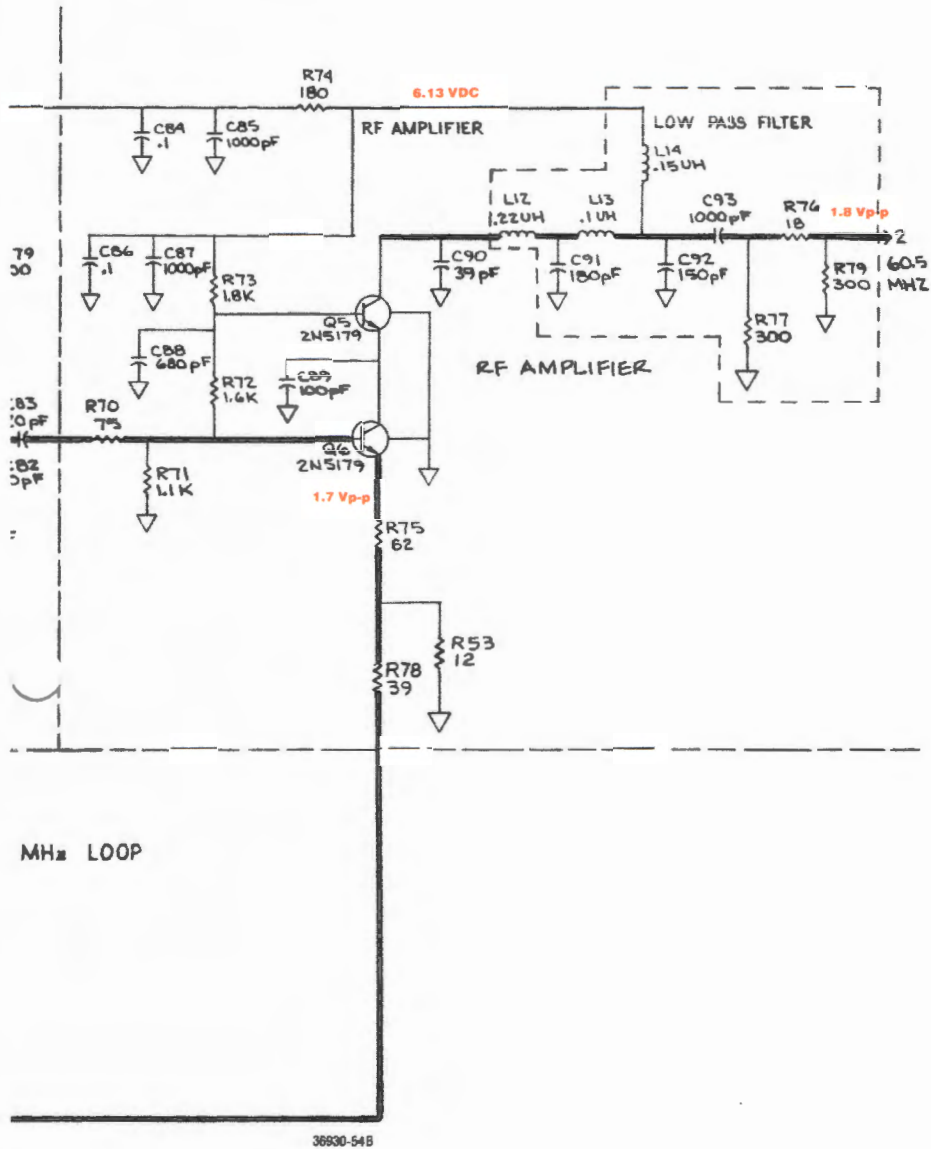 R74
180
6.13 VDC
C84
.1
C85
1000pF
RF AMPLIFIER
LOW PASS FILTER
L14
.15UH
L12
.22UH
L13
.1UH
C93
1000pF
R76
18
1.8 Vp-p
2
60.5
MHZ
79
C86
.1
C87
1000pF
R73
1.8K
C90
39pF
C91
180pF
C92
150pF
R79
300
R77
300
Q5
2N5179
C88
680pF
C89
100pF
RF AMPLIFIER
R72
1.6K
R70
75
Q6
2N5179
R71
1.1K
1.7 Vp-p
R75
62
R53
12
R78
39
MHz LOOP
36930-54B